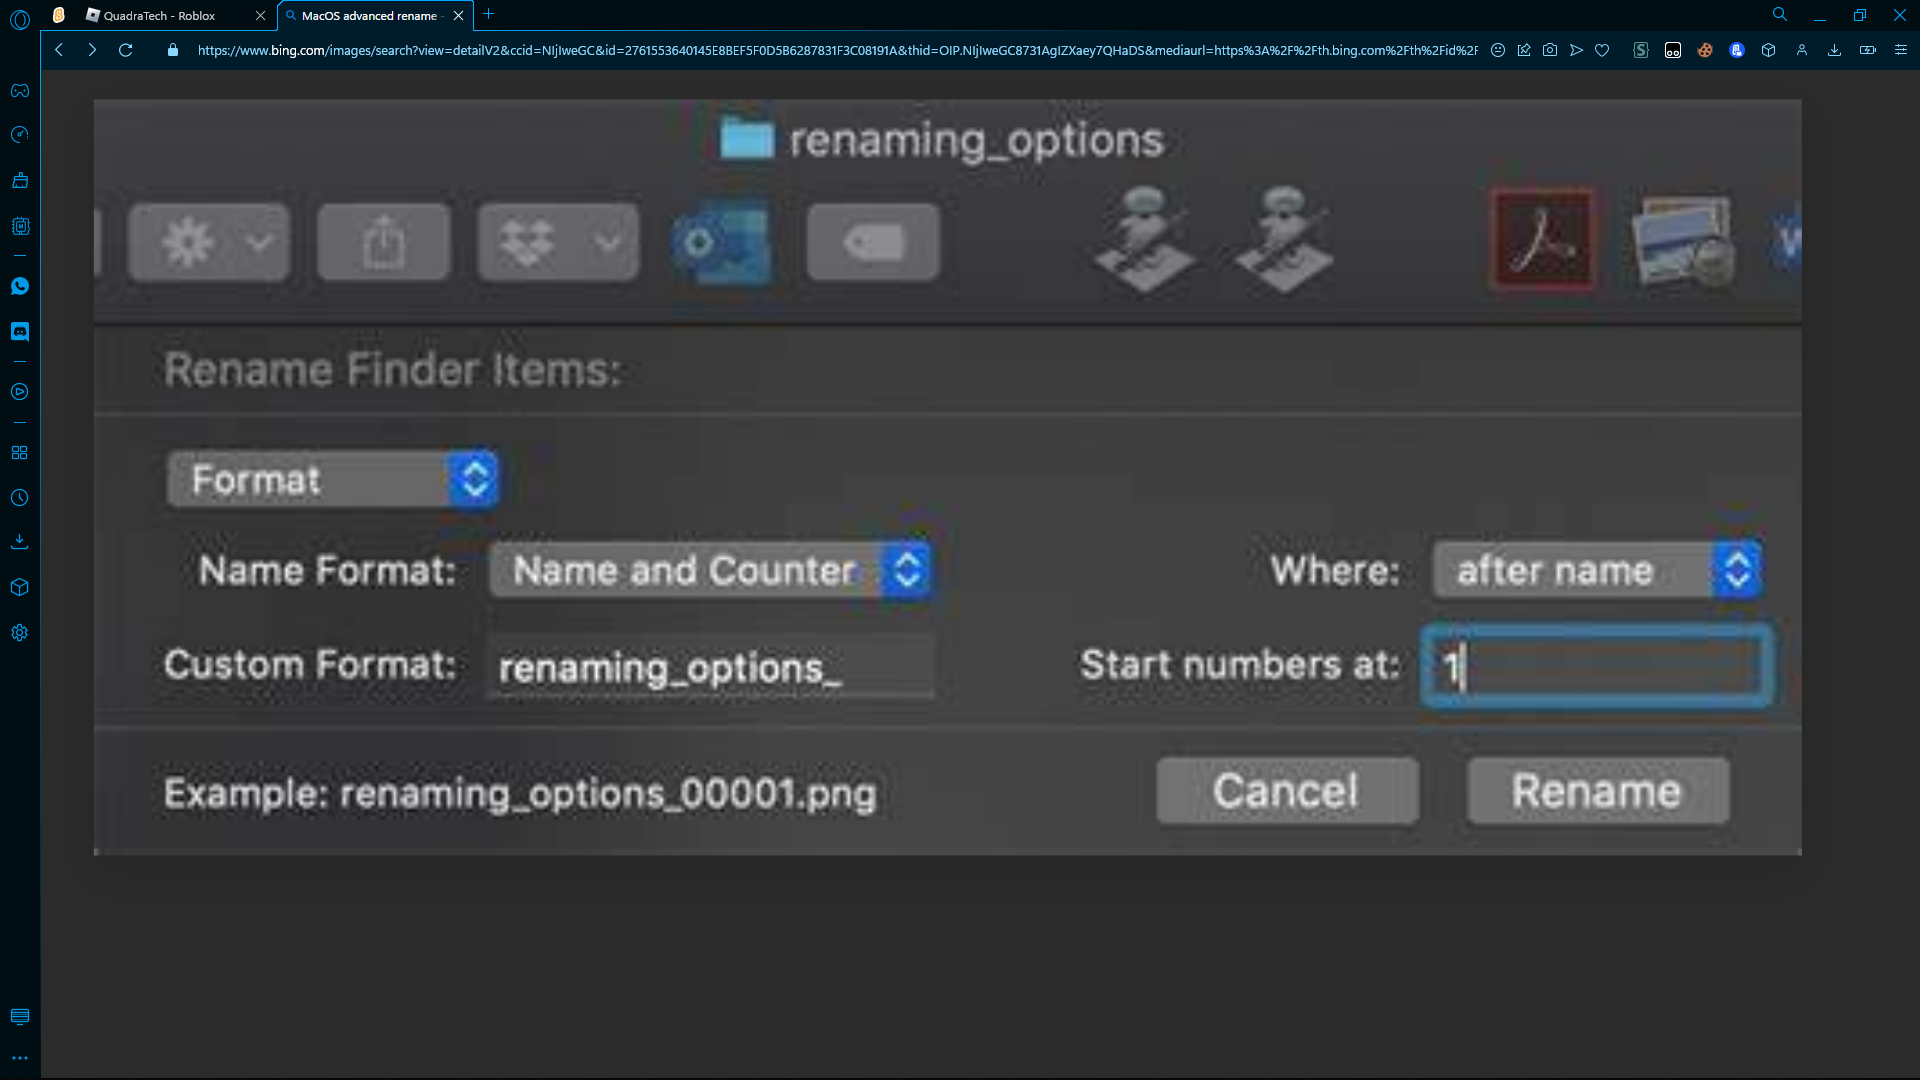 QuadraTech - Roblox
MacOS advanced rename -
https://www.bing.com/images/search?view=detailV2&ccid=NIjIweGC&id=2761553640145E8BEF5F0D5B6287831F3C08191A&thid=OIP.NIjIweGC8731AgIZXaey7QHaDS&mediaurl=https%3A%2F%2Fth.bing.com%2Fth%2Fid%2F
renaming_options
Rename Finder Items:
Format
Name Format: Name and Counter Where: after name
Custom Format: renaming_options_ Start numbers at: 1
Example: renaming_options_00001.png Cancel Rename